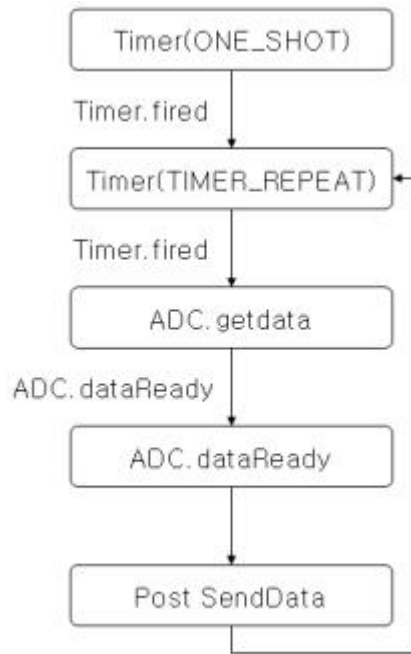 Timer(ONE_SHOT)
Timer.fired
Timer(TIMER_REPEAT)
Timer.fired
ADC.getdata
ADC.dataReady
ADC.dataReady
Post SendData